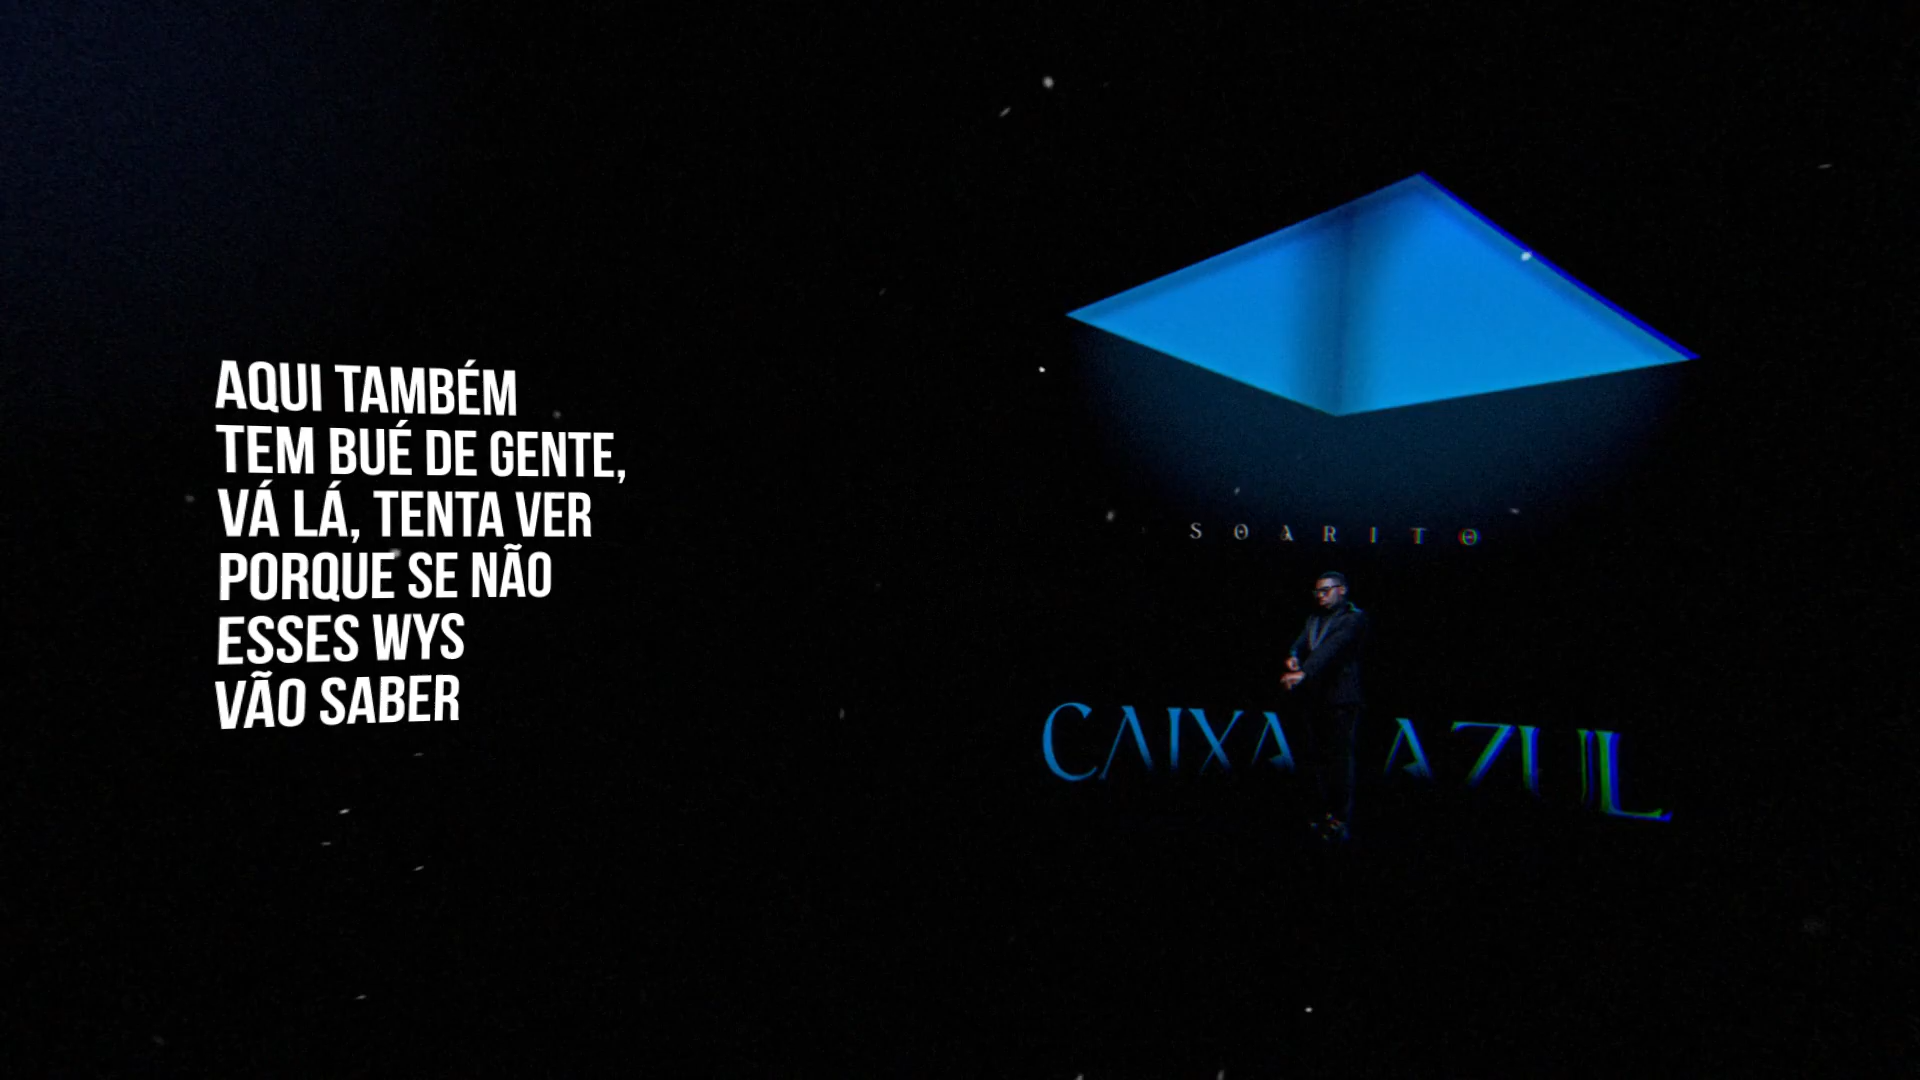 AQUI TAMBÉM
TEM BUÉ DE GENTE,
VÁ LÁ, TENTA VER
PORQUE SE NÃO
ESSES WYS
VÃO SABER
SOARITO
CAIXA AZUL